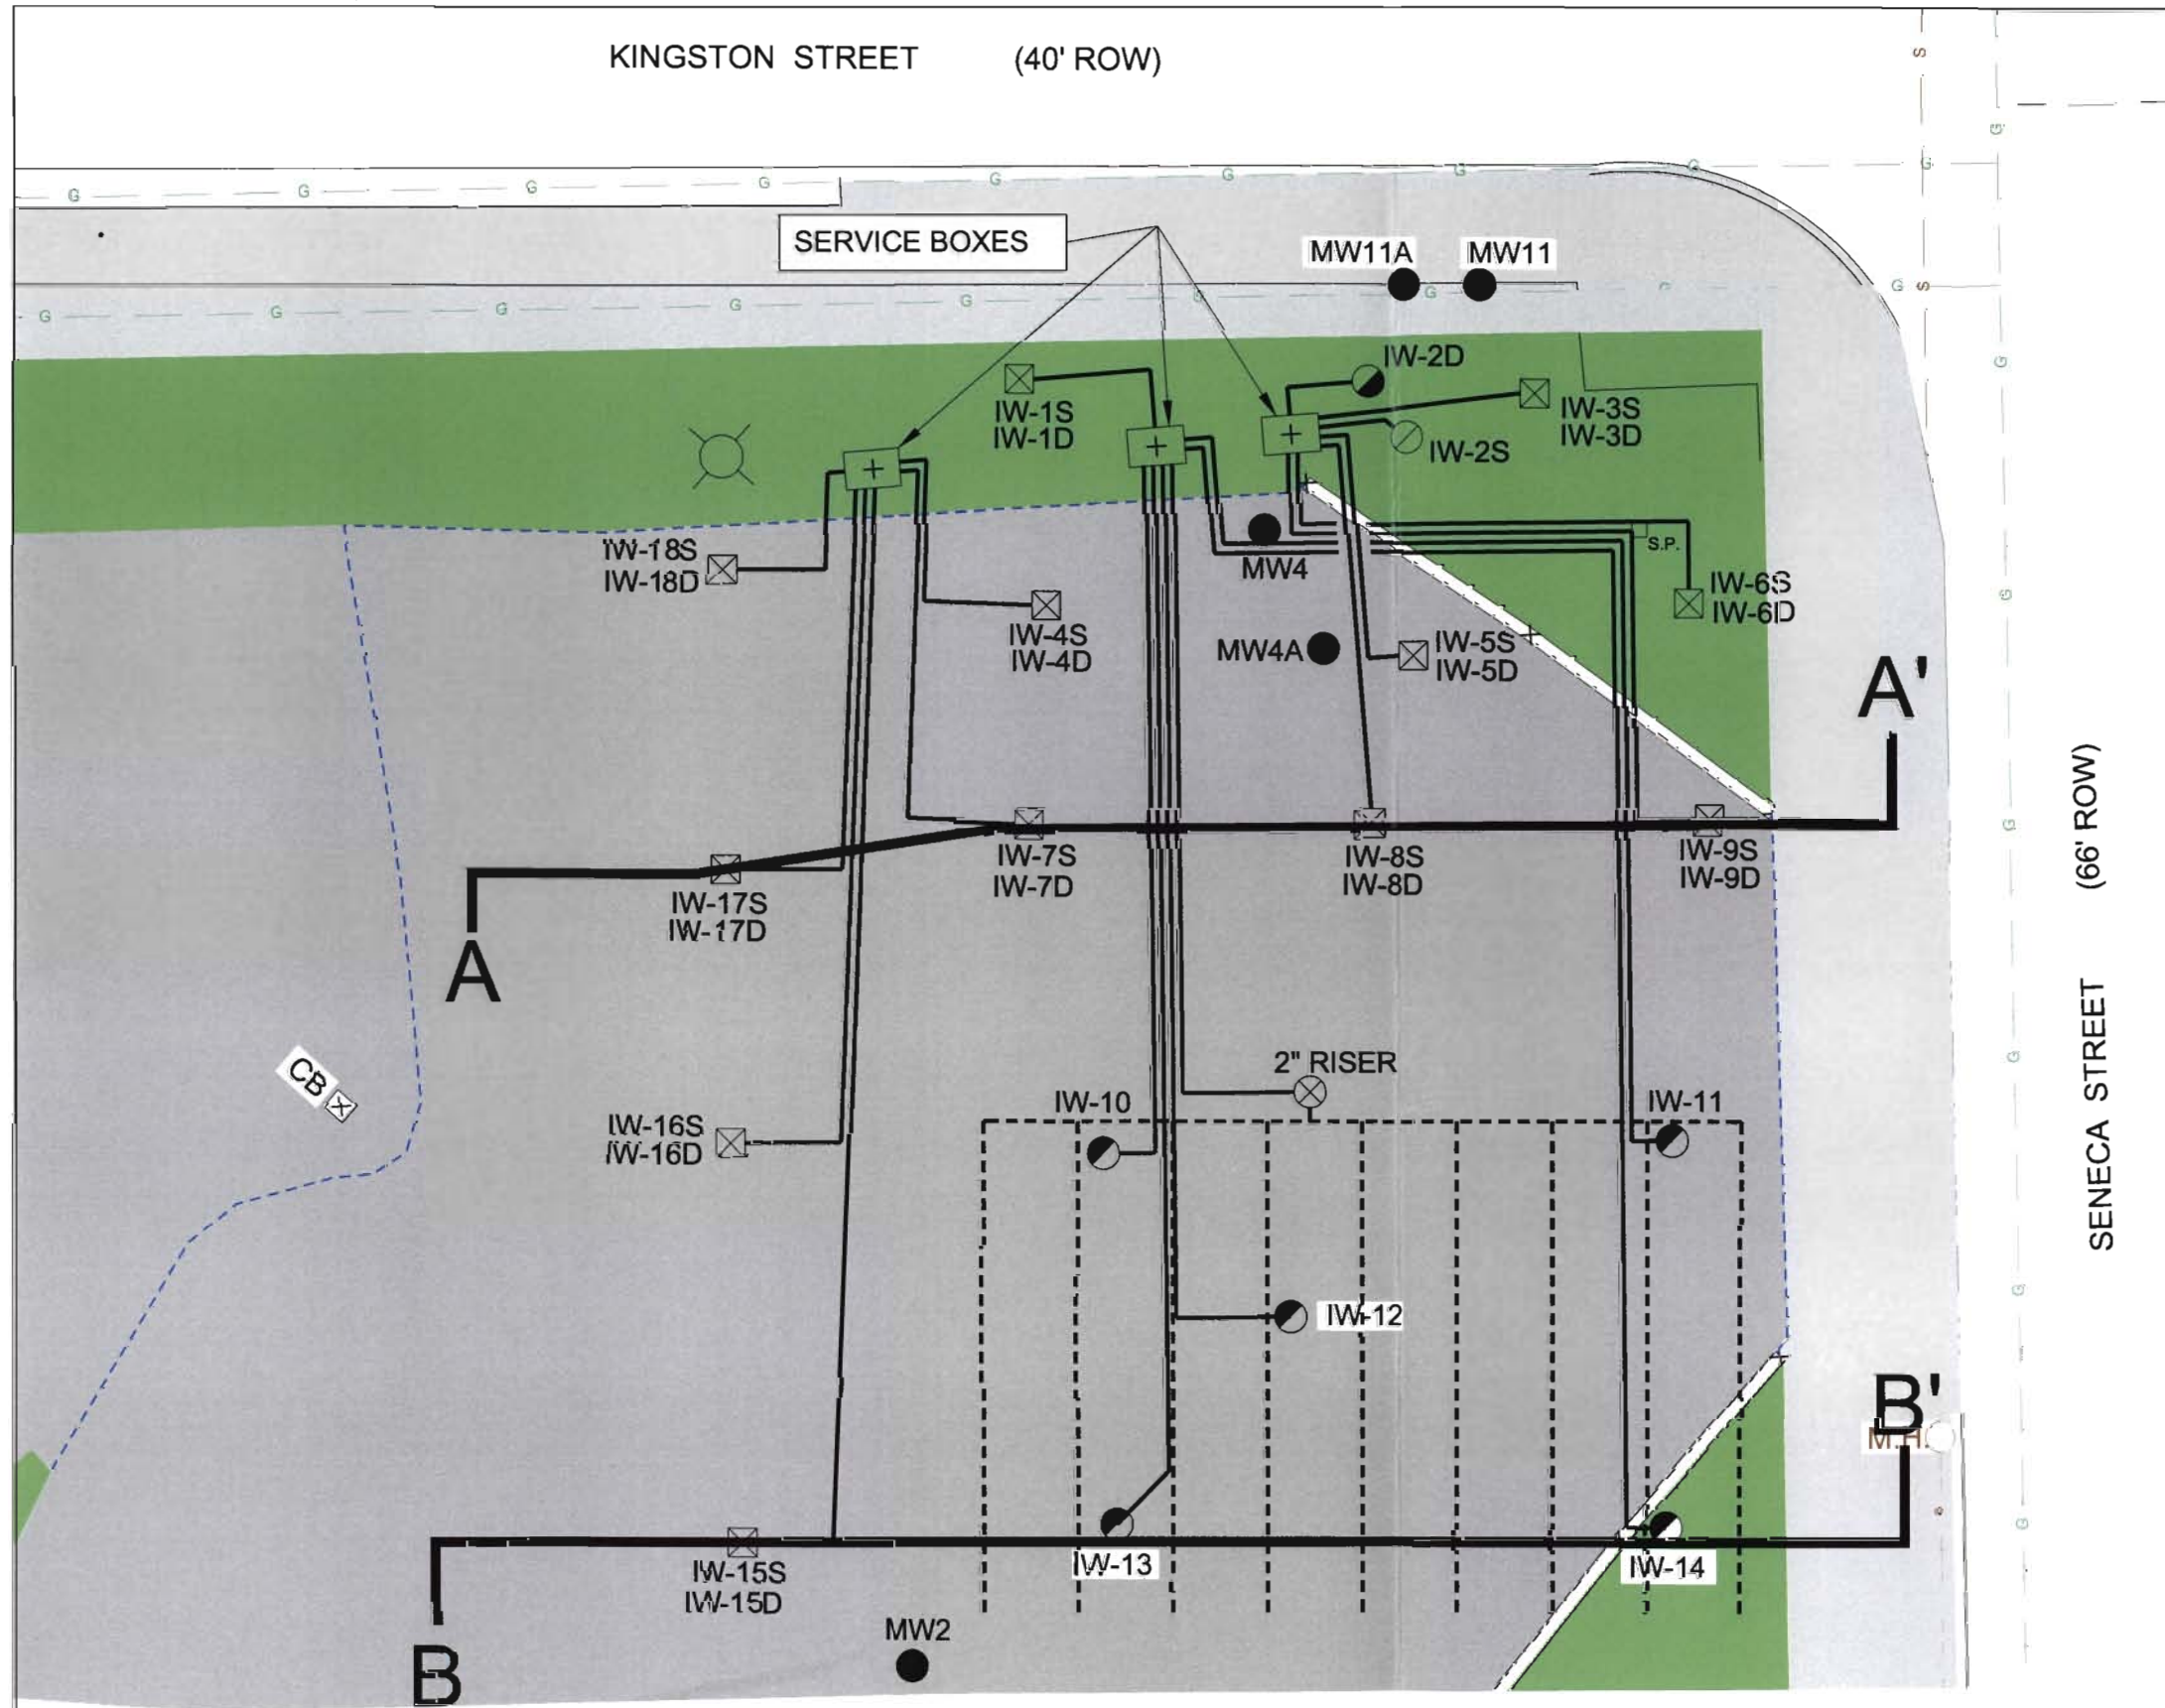 KINGSTON STREET (40' ROW)
S
G
G G G G G G G G G
SERVICE BOXES
MW11A MW11
G S
G G G G G G G
G
IW-2D
IW-1S
IW-1D
IW-3S
IW-3D
IW-2S
IW-18S
IW-18D
S.P.
MW4
IW-6S
IW-6D
G
IW-4S
IW-4D
MW4A
IW-5S
IW-5D
A'
SENECA STREET (66' ROW)
G
IW-7S
IW-7D
IW-8S
IW-8D
IW-9S
IW-9D
IW-17S
IW-17D
A
CB
2" RISER
G
IW-10
IW-11
IW-16S
IW-16D
G
IW-12
B'
M.H.
G
IW-13
IW-14
IW-15S
IW-15D
MW2
B